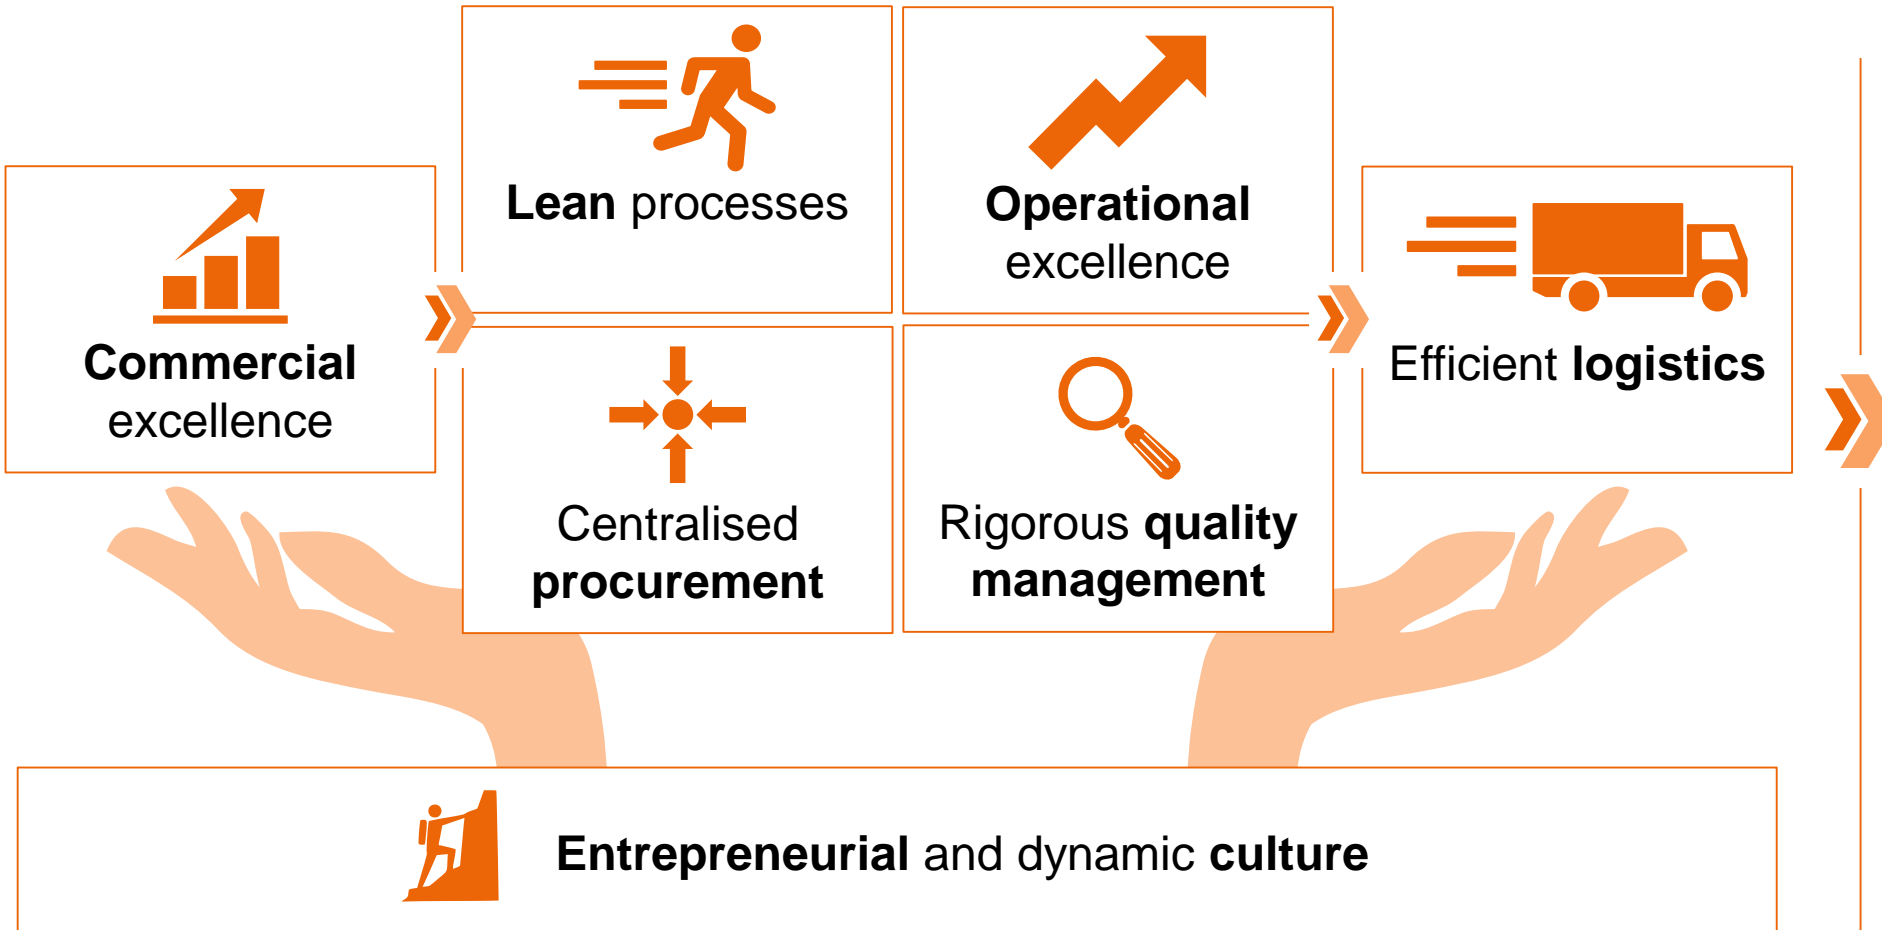 Commercial
excellence
Lean processes
Centralised
procurement
Operational
excellence
Rigorous quality
management
Efficient logistics
Entrepreneurial and dynamic culture